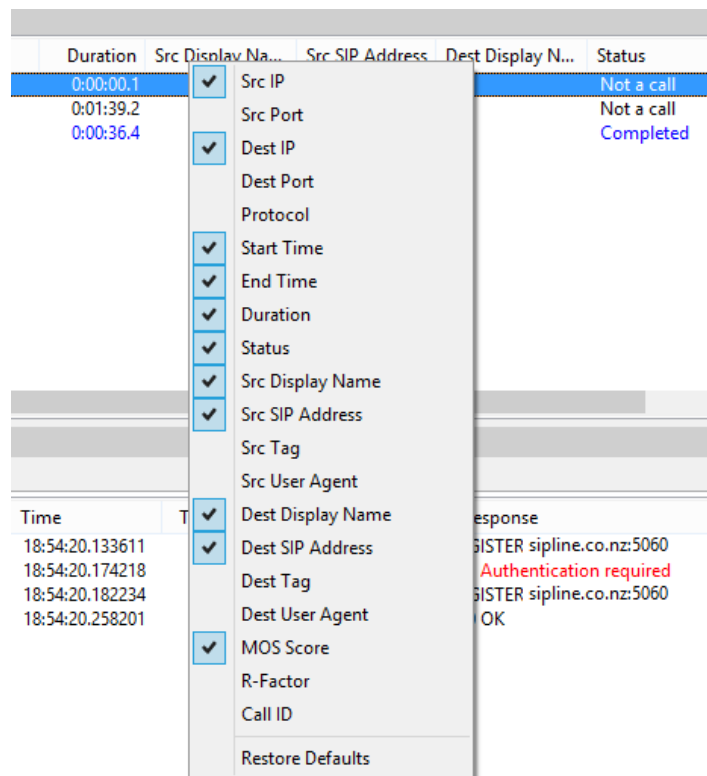 Duration Src Display Na... Src SIP Address Dest Display N... Status
0:00:00.1 Not a call
0:01:39.2 Not a call
0:00:36.4 Completed
Src IP
Src Port
Dest IP
Dest Port
Protocol
Start Time
End Time
Duration
Status
Src Display Name
Src SIP Address
Src Tag
Src User Agent
Dest Display Name
Dest SIP Address
Dest Tag
Dest User Agent
MOS Score
R-Factor
Call ID
Restore Defaults
Time T esponse
18:54:20.133611 GISTER sipline.co.nz:5060
18:54:20.174218 Authentication required
18:54:20.182234 GISTER sipline.co.nz:5060
18:54:20.258201 OK